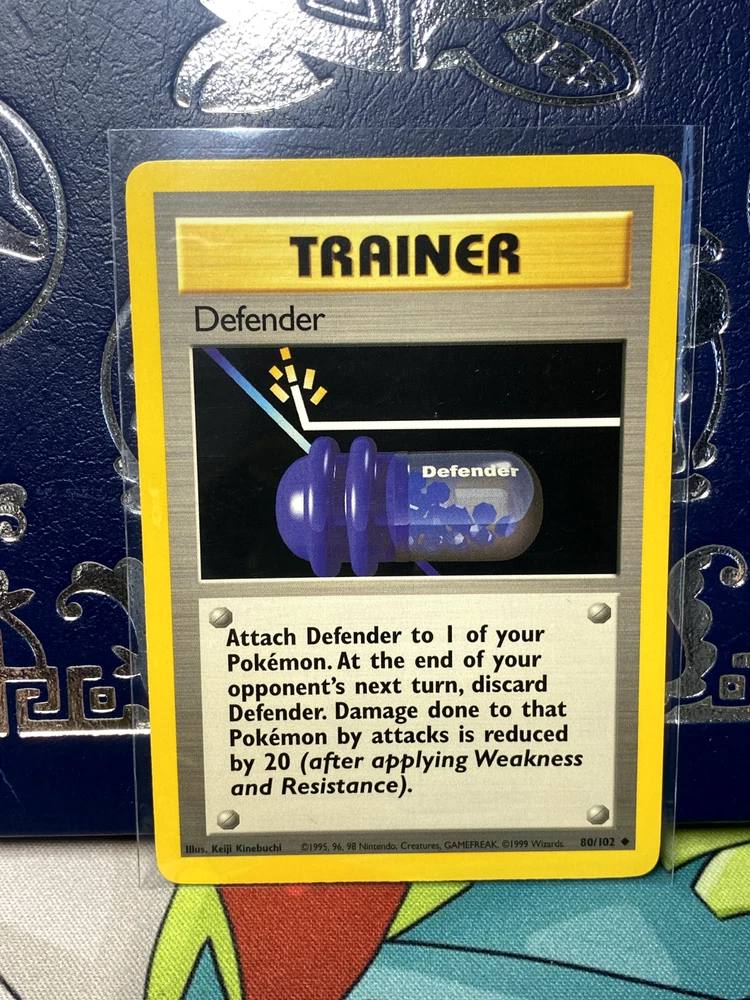 TRAINER
Defender
Defender
Attach Defender to 1 of your
Pokémon. At the end of your
opponent's next turn, discard
Defender. Damage done to that
Pokémon by attacks is reduced
by 20 (after applying Weakness
and Resistance).
Illus. Keiji Kinebuchi ©1995, 96, 98 Nintendo, Creatures, GAMEFREAK. ©1999 Wizards. 80/102 ◆